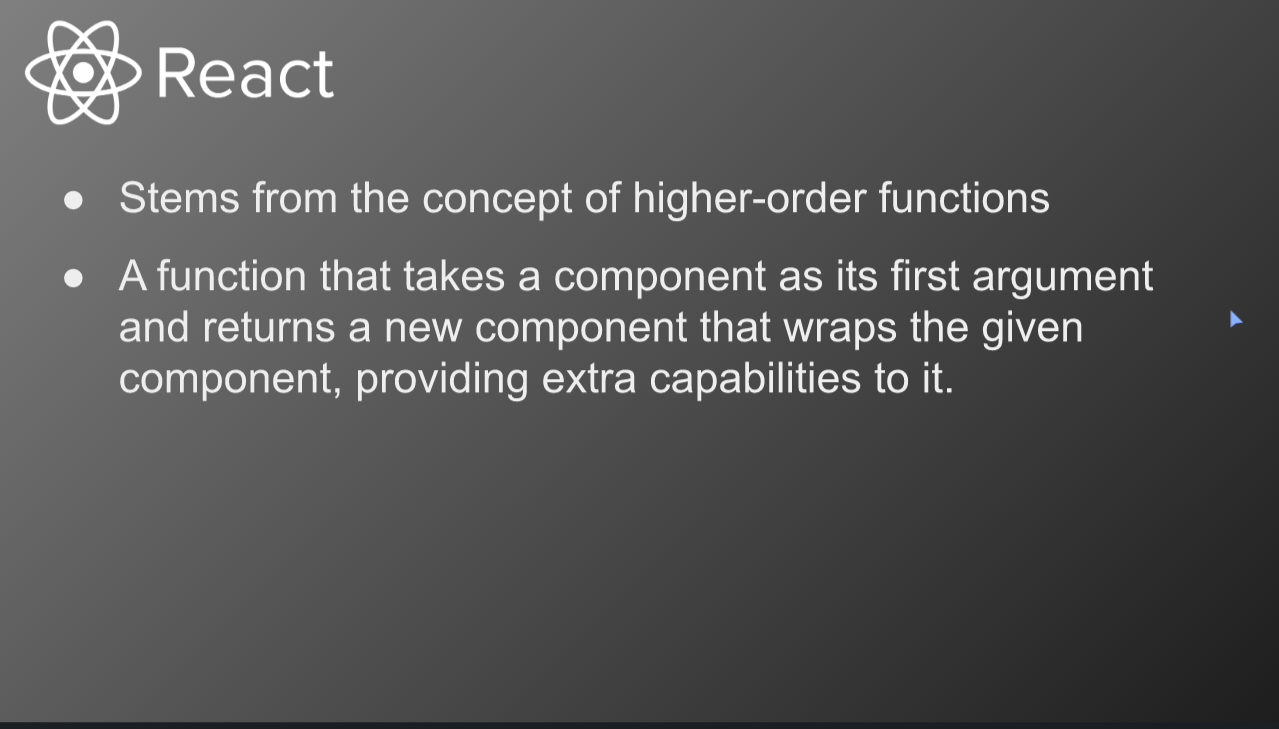 React
● Stems from the concept of higher-order functions
● A function that takes a component as its first argument
and returns a new component that wraps the given
component, providing extra capabilities to it.